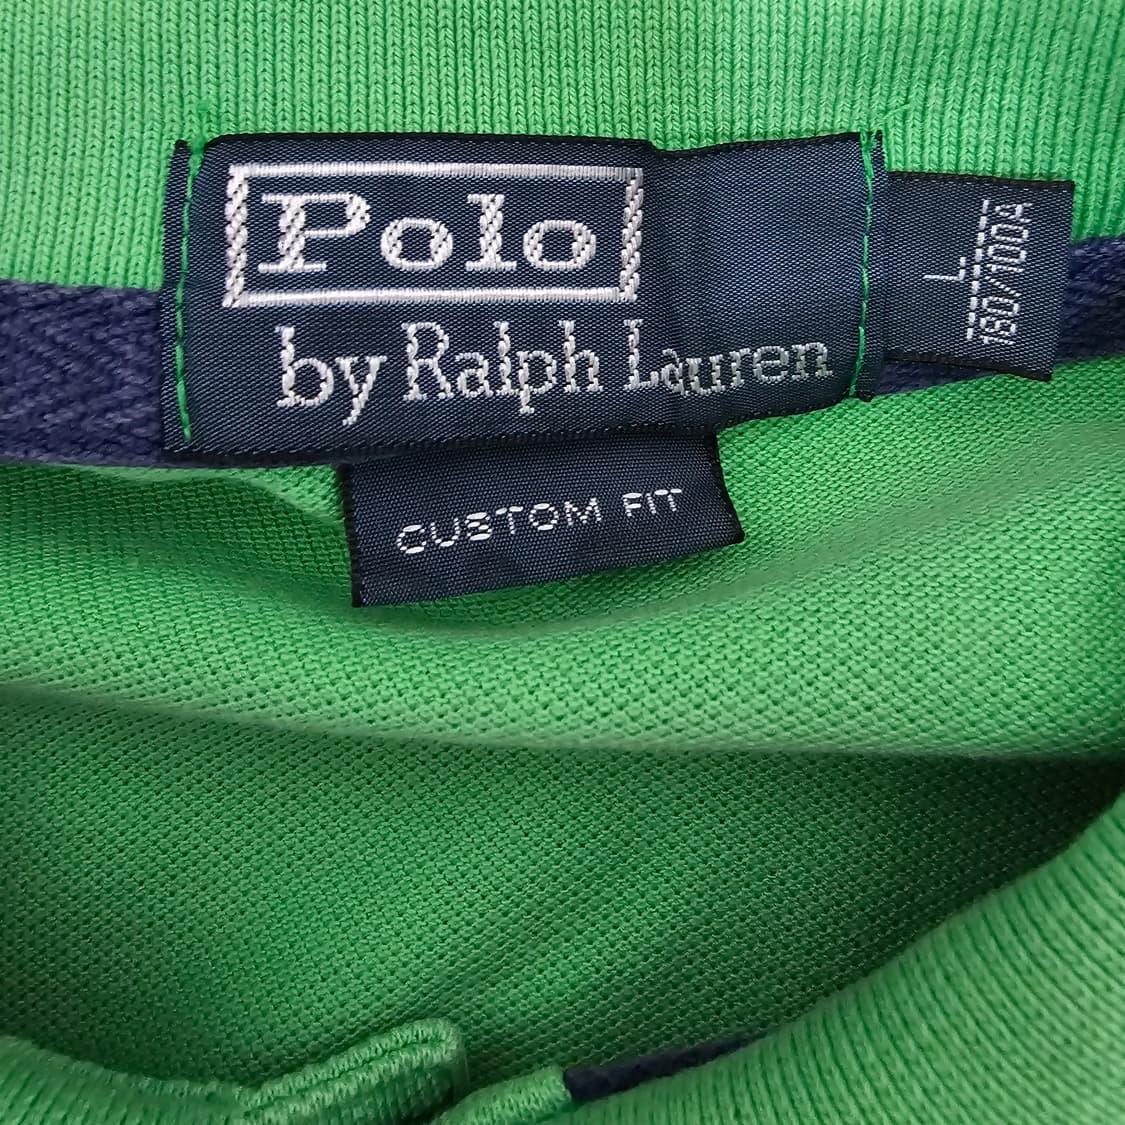 Polo
by Ralph Lauren
CUSTOM FIT
L
180/100A